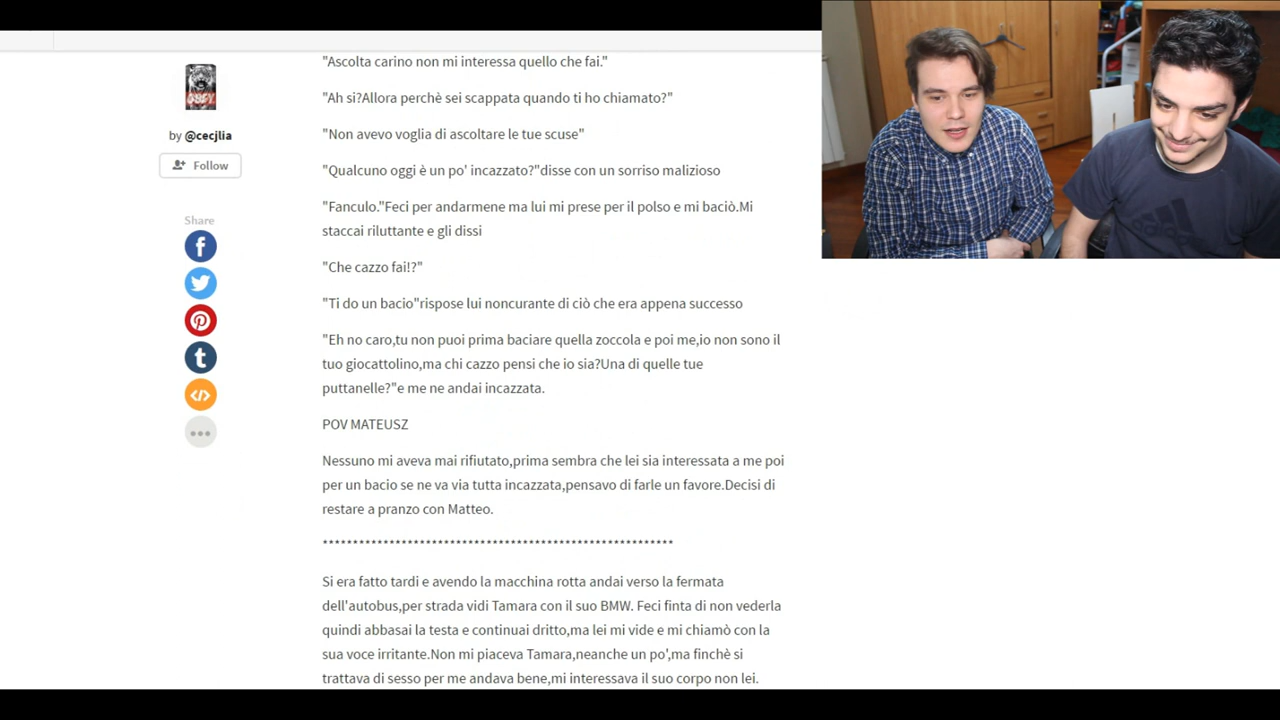 "Ascolta carino non mi interessa quello che fai."
"Ah si?Allora perchè sei scappata quando ti ho chiamato?"
"Non avevo voglia di ascoltare le tue scuse"
"Qualcuno oggi è un po' incazzato?"disse con un sorriso malizioso
"Fanculo."Feci per andarmene ma lui mi prese per il polso e mi baciò.Mi
staccai riluttante e gli dissi
"Che cazzo fai!?"
"Ti do un bacio"rispose lui noncurante di ciò che era appena successo
"Eh no caro,tu non puoi prima baciare quella zoccola e poi me,io non sono il
tuo giocattolino,ma chi cazzo pensi che io sia?Una di quelle tue
puttanelle?"e me ne andai incazzata.
POV MATEUSZ
Nessuno mi aveva mai rifiutato,prima sembra che lei sia interessata a me poi
per un bacio se ne va via tutta incazzata,pensavo di farle un favore.Decisi di
restare a pranzo con Matteo.
**********************************************************
Si era fatto tardi e avendo la macchina rotta andai verso la fermata
dell'autobus,per strada vidi Tamara con il suo BMW. Feci finta di non vederla
quindi abbasai la testa e continuai dritto,ma lei mi vide e mi chiamò con la
sua voce irritante.Non mi piaceva Tamara,neanche un po',ma finchè si
trattava di sesso per me andava bene,mi interessava il suo corpo non lei.
OBEY
by @cecjlia
Follow
Share
adidas